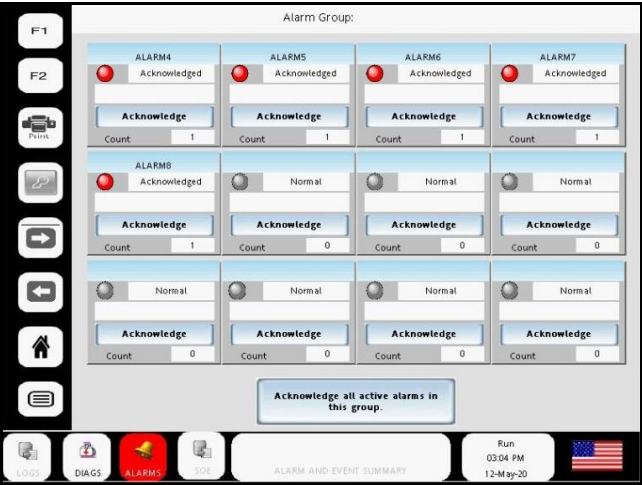 Alarm Group:
F1
F2
Print
ALARM4 ALARM5 ALARM6 ALARM7
Acknowledged Acknowledged Acknowledged Acknowledged
Acknowledge Acknowledge Acknowledge Acknowledge
Count 1 Count 1 Count 1 Count 1
ALARM8
Acknowledged Normal Normal Normal
Acknowledge Acknowledge Acknowledge Acknowledge
Count 1 Count 0 Count 0 Count 0
Normal Normal Normal Normal
Acknowledge Acknowledge Acknowledge Acknowledge
Count 0 Count 0 Count 0 Count 0
Acknowledge all active alarms in
this group.
LOGS DIAGS ALARMS SOE ALARM AND EVENT SUMMARY
Run
03:04 PM
12-May-20